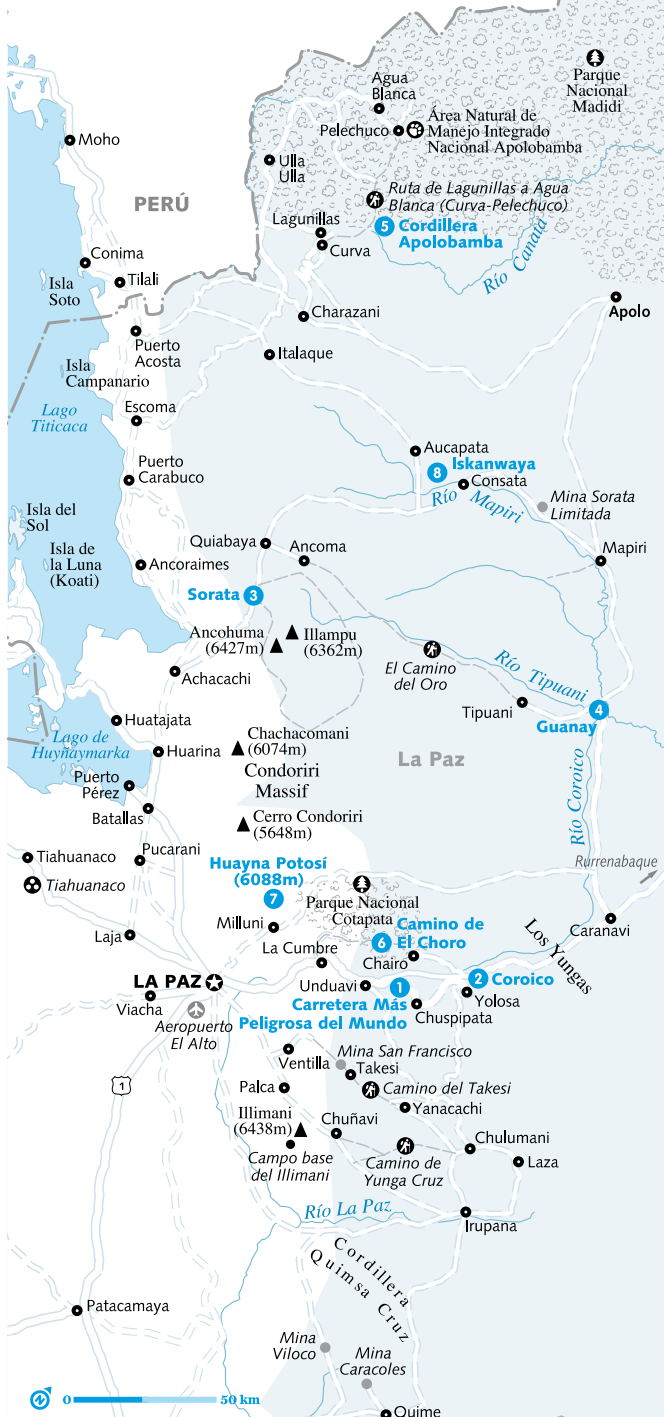 Parque
Nacional
Madidi
Agua
Blanca
Pelechuco
Área Natural de
Manejo Integrado
Nacional Apolobamba
Moho
Ulla
Ulla
PERÚ
Ruta de Lagunillas a Agua
Blanca (Curva-Pelechuco)
Lagunillas
5 Cordillera
Apolobamba
Curva
Río Canaia
Conima
Isla
Soto
Tilali
Charazani
Apolo
Puerto
Acosta
Italaque
Isla
Campanario
Lago
Titicaca
Escoma
Aucapata
8 Iskanwaya
Consata
Río Mapiri
Mina Sorata
Limitada
Puerto
Carabuco
Isla del
Sol
Isla de
la Luna
(Koati)
Quiabaya
Ancoma
Mapiri
Ancoraimes
Sorata 3
Ancohuma
(6427m)
Illampu
(6362m)
El Camino
del Oro
Río Tipuani
Achacachi
Tipuani
4
Guanay
Huatajata
Lago de
Huyñaymarka
Huarina
Chachacomani
(6074m)
Condoriri
Massif
La Paz
Puerto
Pérez
Batallas
Cerro Condoriri
(5648m)
Río Coroico
Tiahuanaco
Tiahuanaco
Pucarani
Huayna Potosí
(6088m)
7
Rurrenabaque
Parque Nacional
Cotapata
Milluni
6 Camino de
El Choro
Caranavi
Los Yungas
Laja
La Cumbre
Chairo
LA PAZ
Unduavi
1
2 Coroico
Yolosa
Viacha
Carretera Más
Peligrosa del Mundo
Chuspipata
Aeropuerto
El Alto
Ventilla
Mina San Francisco
Takesi
1
Palca
Camino del Takesi
Yanacachi
Illimani
(6438m)
Chuñavi
Chulumani
Campo base
del Illimani
Camino de
Yunga Cruz
Laza
Río La Paz
Irupana
Cordillera
Quimsa Cruz
Patacamaya
Mina
Viloco
Mina
Caracoles
0 50 km
Quime